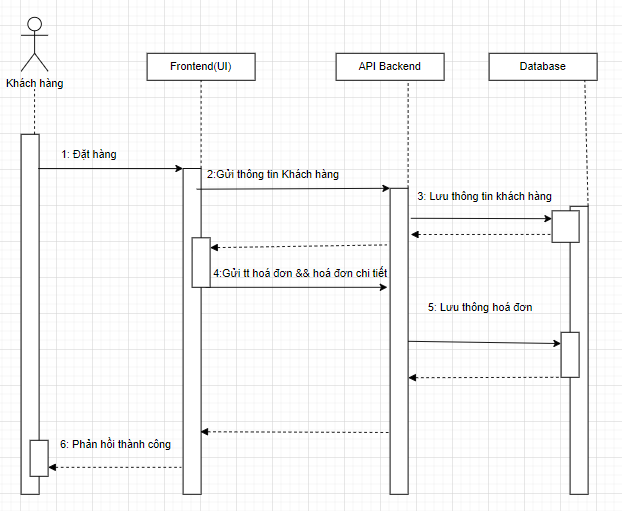 Khách hàng
Frontend(UI)
API Backend
Database
1: Đặt hàng
2:Gửi thông tin Khách hàng
3: Lưu thông tin khách hàng
4:Gửi tt hoá đơn && hoá đơn chi tiết
5: Lưu thông hoá đơn
6: Phản hồi thành công